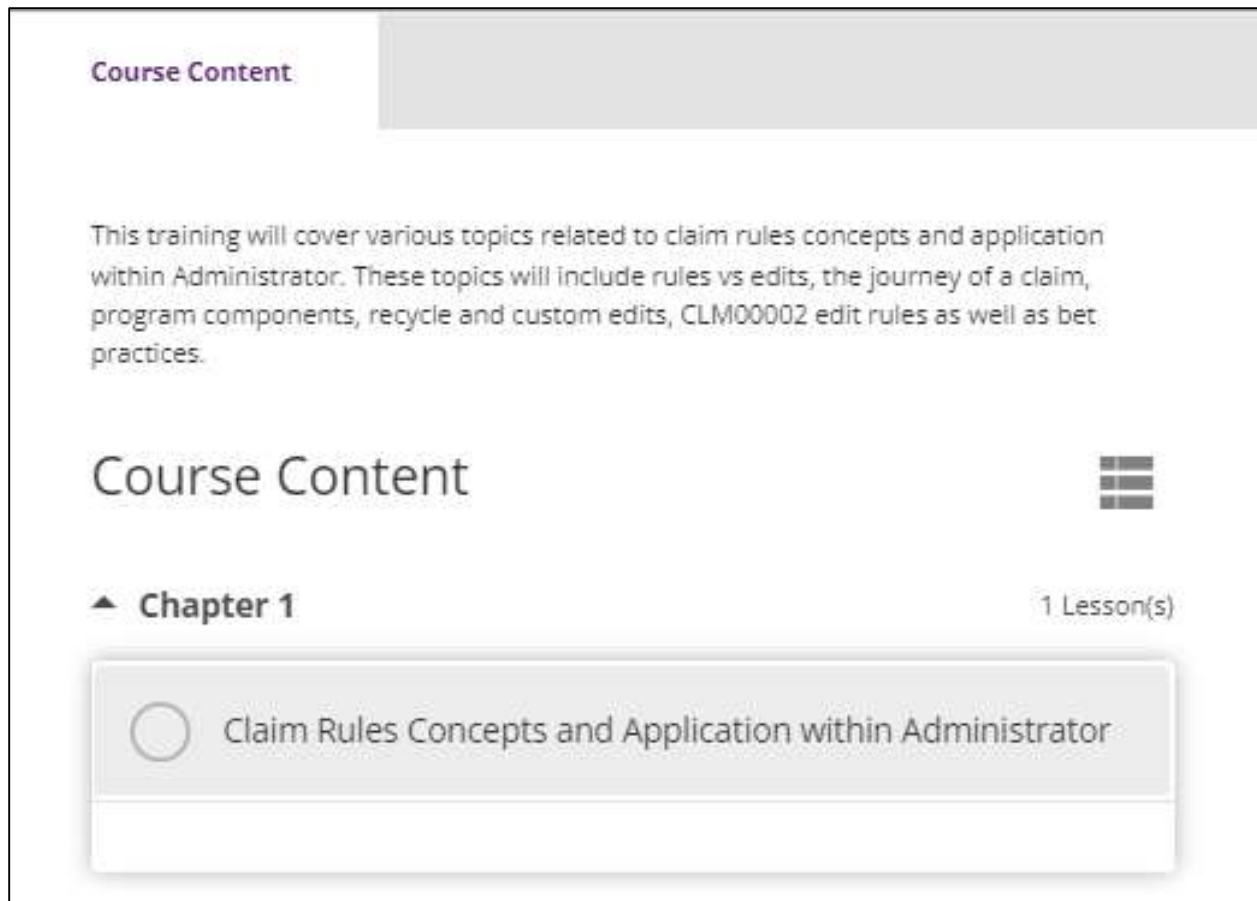 Course Content
This training will cover various topics related to claim rules concepts and application
within Administrator. These topics will include rules vs edits, the journey of a claim,
program components, recycle and custom edits, CLM00002 edit rules as well as bet
practices.
Course Content
Chapter 1
1 Lesson(s)
Claim Rules Concepts and Application within Administrator